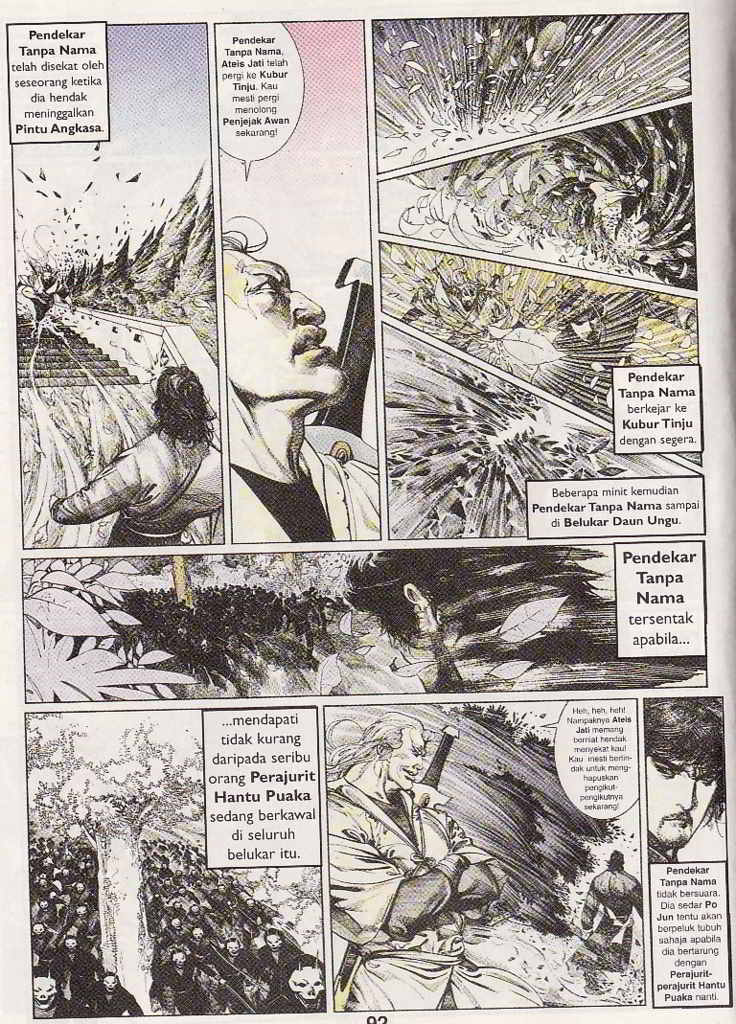 Pendekar
Tanpa Nama
telah disekat oleh
seseorang ketika
dia hendak
meninggalkan
Pintu Angkasa.
Pendekar
Tanpa Nama,
Ateis Jati telah
pergi ke Kubur
Tinju. Kau
mesti pergi
menolong
Penjejak Awan
sekarang!
Pendekar
Tanpa Nama
berkejar ke
Kubur Tinju
dengan segera.
Beberapa minit kemudian
Pendekar Tanpa Nama sampai
di Belukar Daun Ungu.
Pendekar
Tanpa
Nama
tersentak
apabila...
...mendapati
tidak kurang
daripada seribu
orang Perajurit
Hantu Puaka
sedang berkawal
di seluruh
belukar itu.
Heh, heh, heh!
Nampaknya Ateis
Jati memang
berniat hendak
menyekat kau!
Kau mesti bertin-
dak untuk meng-
hapuskan
pengikut-
pengikutnya
sekarang!
Pendekar
Tanpa Nama
tidak bersuara.
Dia sedar Po
Jun tentu akan
berpeluk tubuh
sahaja apabila
dia bertarung
dengan
Perajurit-
perajurit Hantu
Puaka nanti.
92